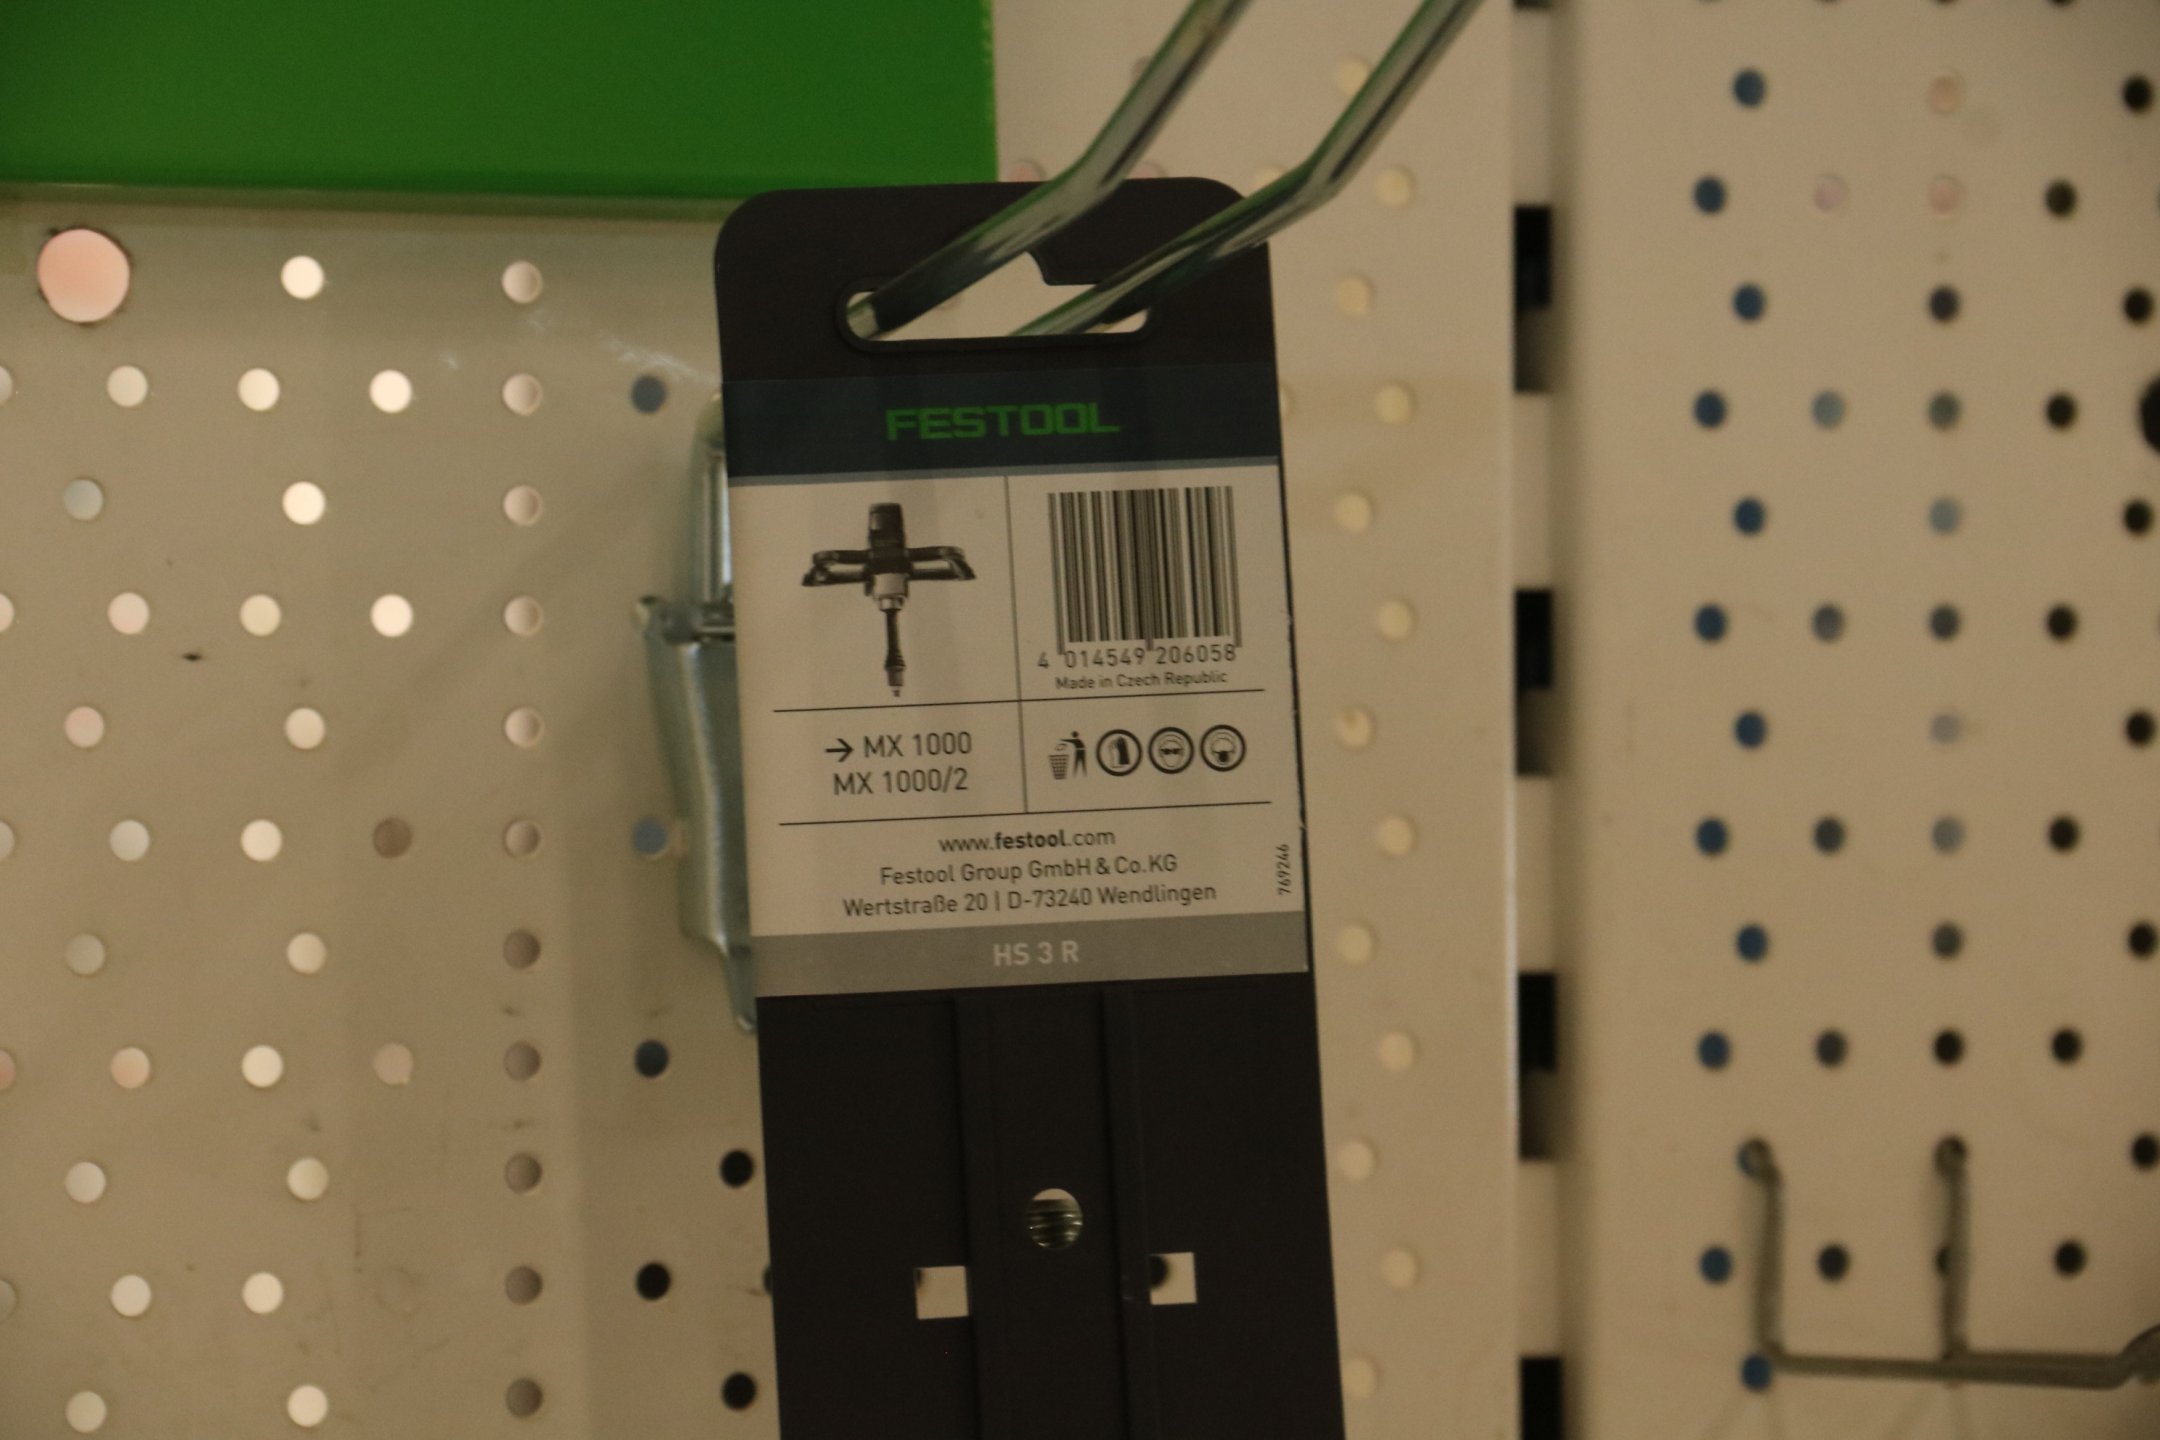 FESTOOL
4 014549 206058
Made in Czech Republic
→ MX 1000
MX 1000/2
www.festool.com
Festool Group GmbH & Co.KG
Wertstraße 20 | D-73240 Wendlingen
769246
HS 3 R